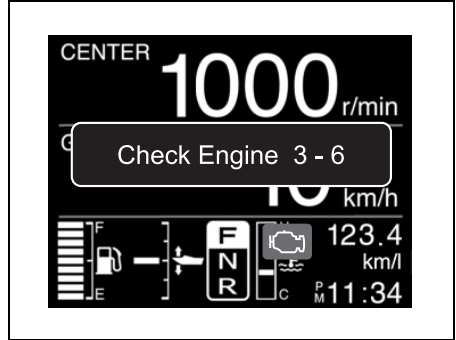 CENTER
1000 r/min
G
Check Engine 3 - 6
km/h
F
E
F
N
R
C
123.4
km/l
PM 11:34